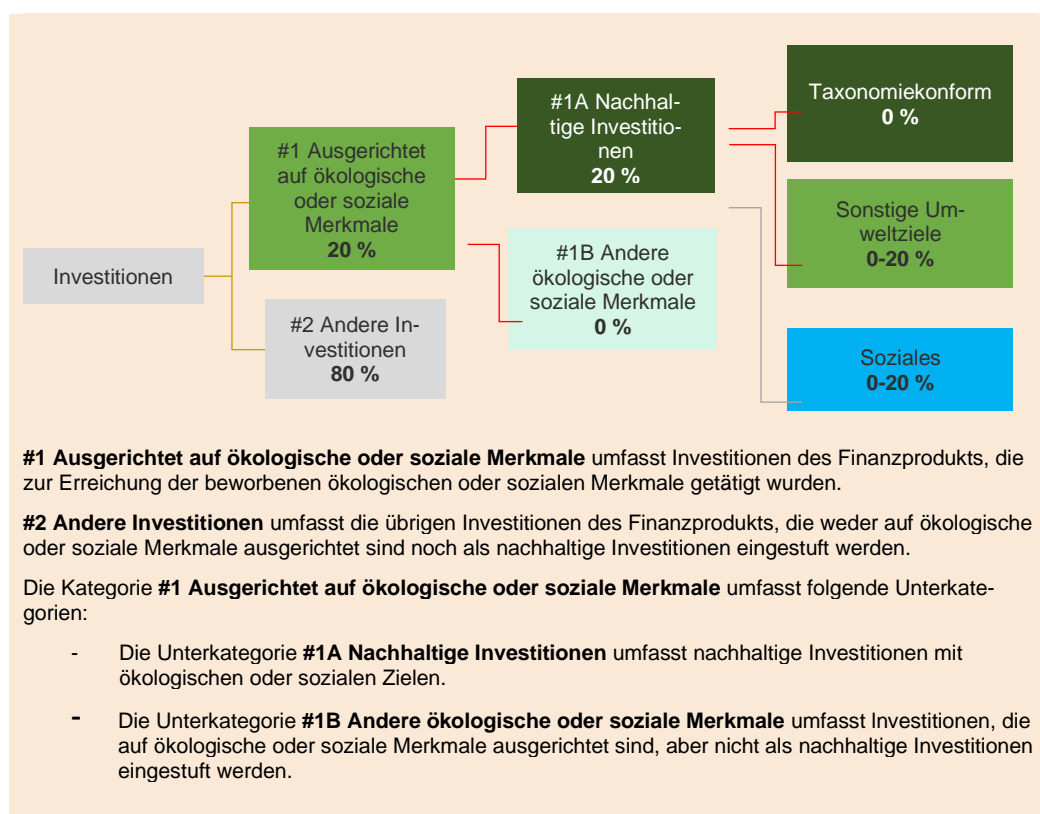 Investitionen
#1 Ausgerichtet
auf ökologische
oder soziale
Merkmale
20 %
#2 Andere In-
vestitionen
80 %
#1A Nachhal-
tige Investitio-
nen
20 %
#1B Andere
ökologische oder
soziale Merkmale
0 %
Taxonomiekonform
0 %
Sonstige Um-
weltziele
0-20 %
Soziales
0-20 %
#1 Ausgerichtet auf ökologische oder soziale Merkmale umfasst Investitionen des Finanzprodukts, die
zur Erreichung der beworbenen ökologischen oder sozialen Merkmale getätigt wurden.
#2 Andere Investitionen umfasst die übrigen Investitionen des Finanzprodukts, die weder auf ökologische
oder soziale Merkmale ausgerichtet sind noch als nachhaltige Investitionen eingestuft werden.
Die Kategorie #1 Ausgerichtet auf ökologische oder soziale Merkmale umfasst folgende Unterkate-
gorien:
- Die Unterkategorie #1A Nachhaltige Investitionen umfasst nachhaltige Investitionen mit
ökologischen oder sozialen Zielen.
- Die Unterkategorie #1B Andere ökologische oder soziale Merkmale umfasst Investitionen, die
auf ökologische oder soziale Merkmale ausgerichtet sind, aber nicht als nachhaltige Investitionen
eingestuft werden.